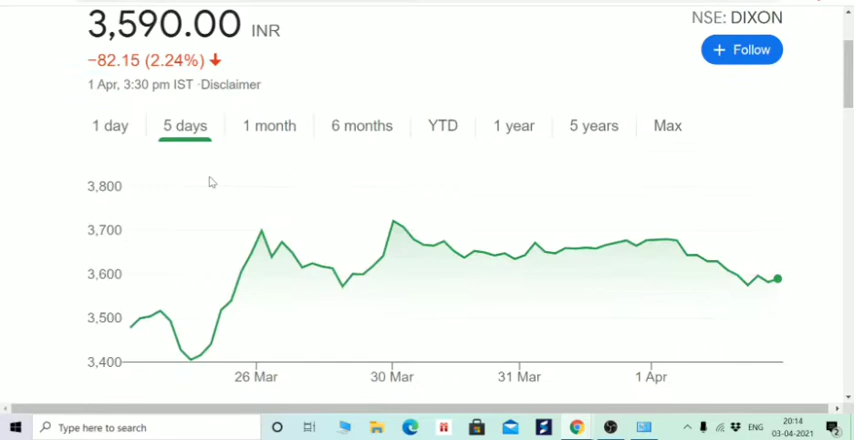 3,590.00 INR
NSE: DIXON
−82.15 (2.24%)
+ Follow
1 Apr, 3:30 pm IST ·Disclaimer
1 day 5 days 1 month 6 months YTD 1 year 5 years Max
3,800
3,700
3,600
3,500
3,400
26 Mar 30 Mar 31 Mar 1 Apr
Type here to search
ENG
20:14
03-04-2021
2